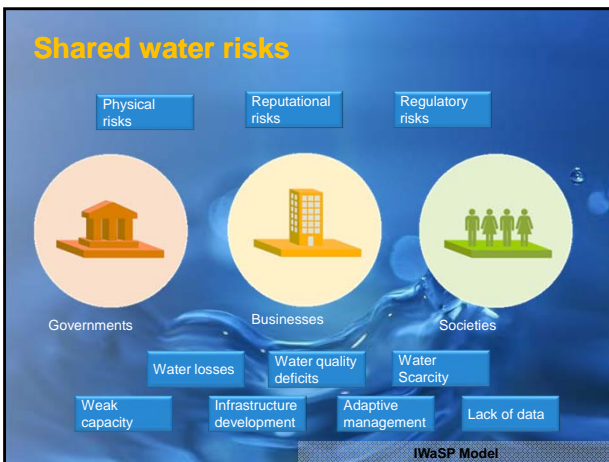 Shared water risks
Physical
risks
Reputational
risks
Regulatory
risks
Governments
Businesses
Societies
Water losses
Water quality
deficits
Water
Scarcity
Weak
capacity
Infrastructure
development
Adaptive
management
Lack of data
IWaSP Model